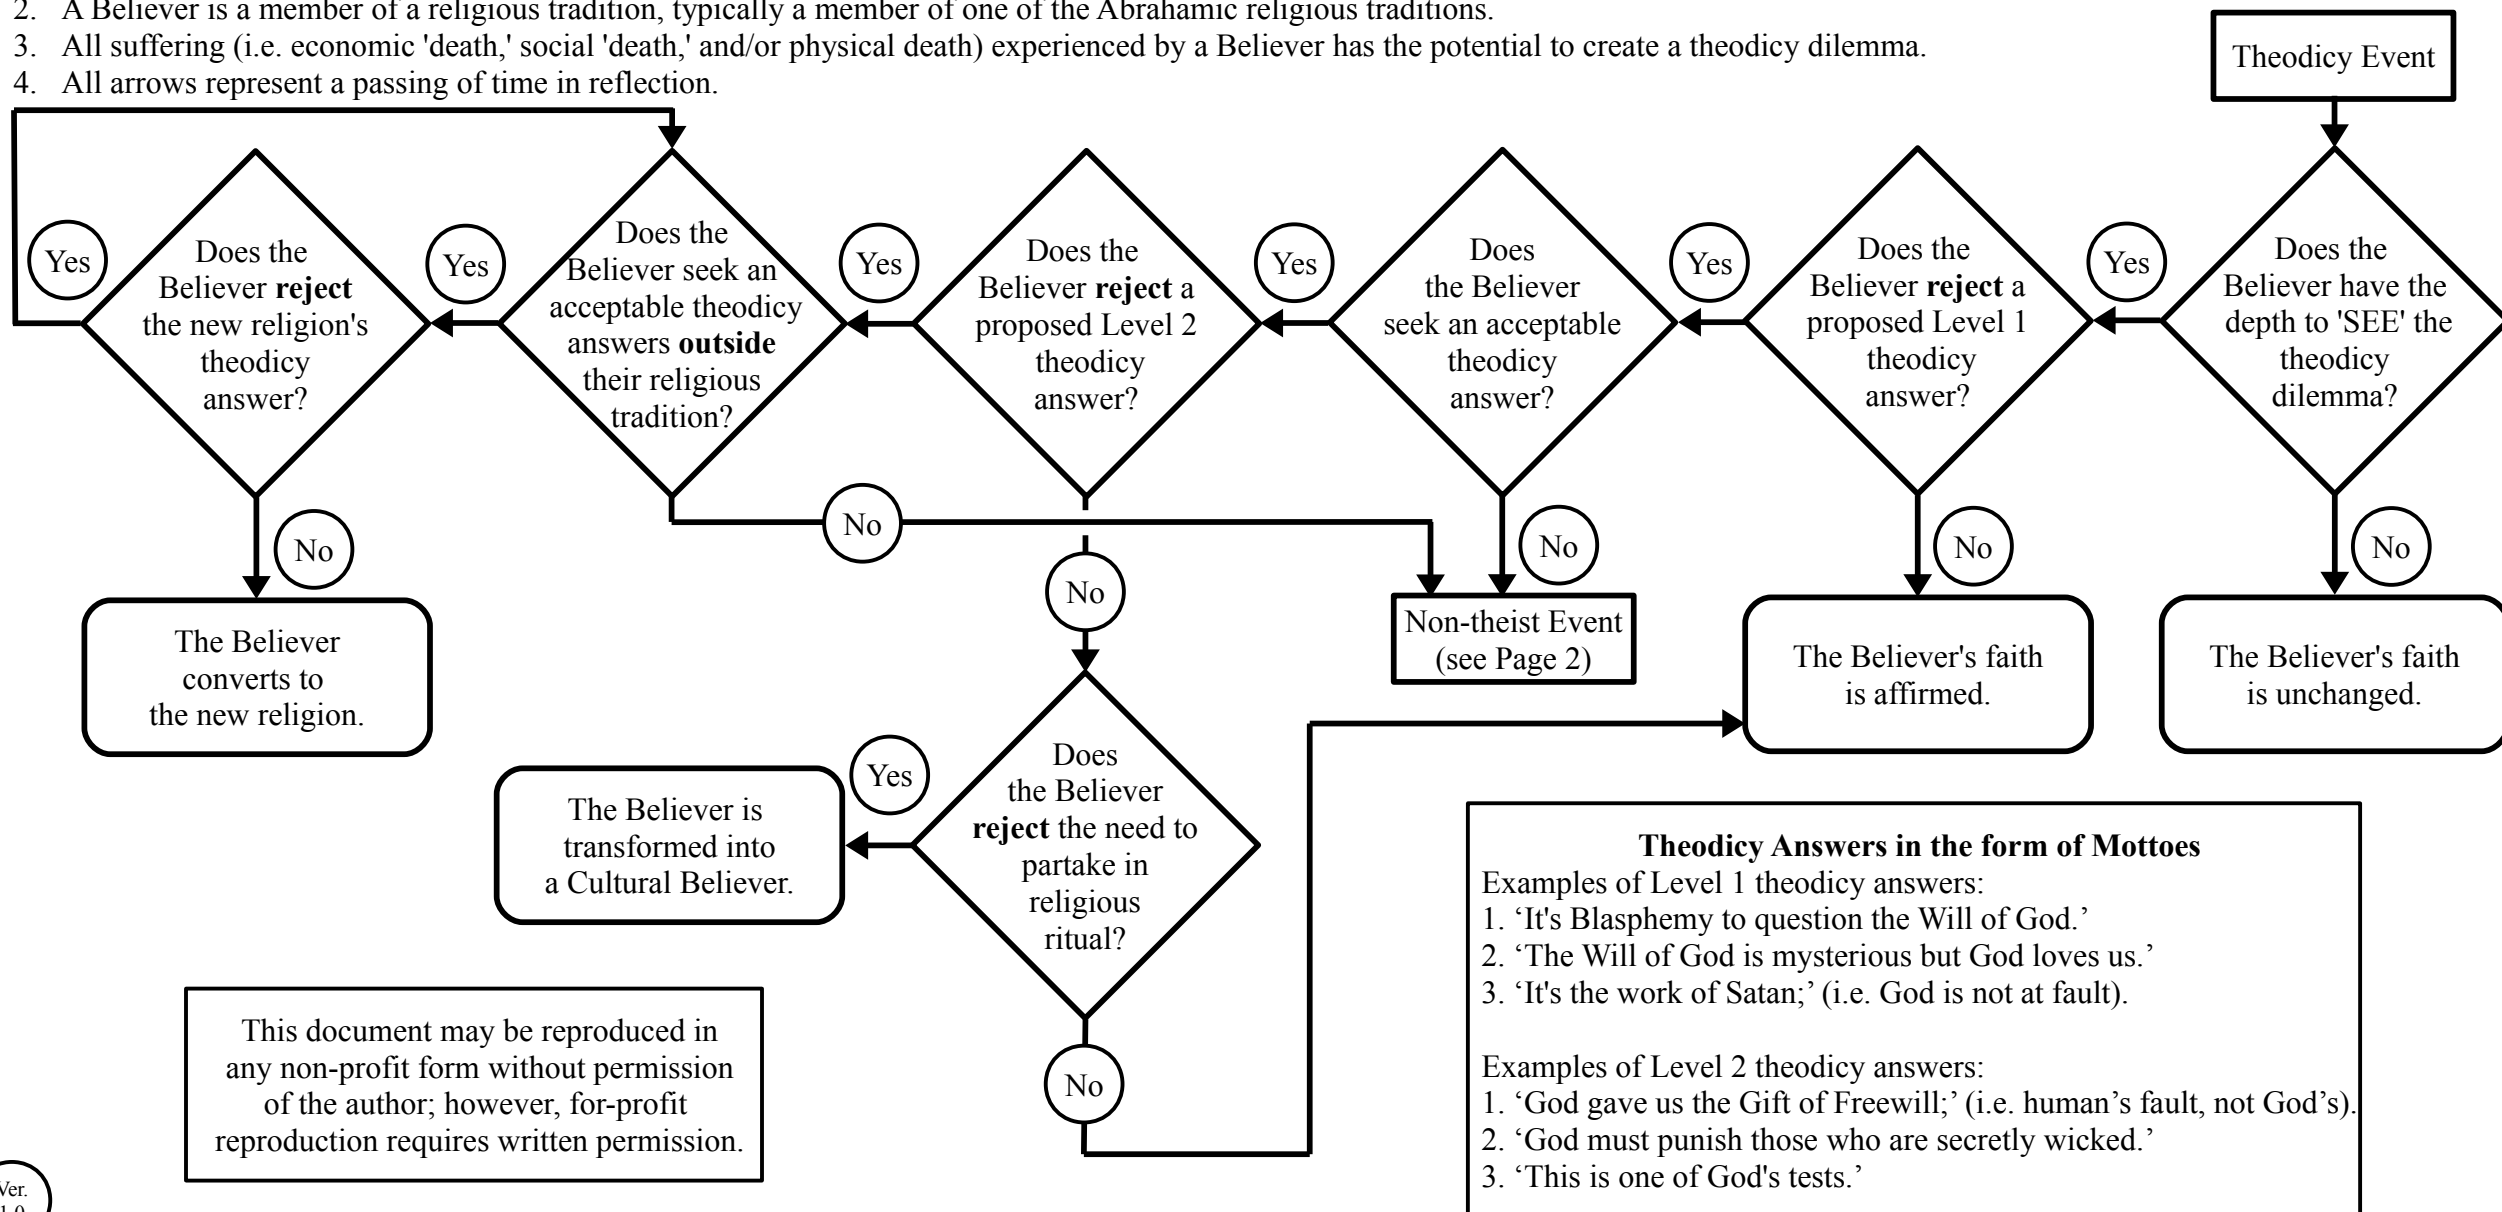 2. A Believer is a member of a religious tradition, typically a member of one of the Abrahamic religious traditions.
3. All suffering (i.e. economic 'death,' social 'death,' and/or physical death) experienced by a Believer has the potential to create a theodicy dilemma.
4. All arrows represent a passing of time in reflection.
Theodicy Event
Does the
Believer have the
depth to 'SEE' the
theodicy
dilemma?
Yes
No
The Believer's faith
is unchanged.
Does the
Believer reject a
proposed Level 1
theodicy
answer?
Yes
No
The Believer's faith
is affirmed.
Does
the Believer
seek an acceptable
theodicy
answer?
Yes
No
Non-theist Event
(see Page 2)
Does the
Believer reject a
proposed Level 2
theodicy
answer?
Yes
No
Does the
Believer seek an
acceptable theodicy
answers outside
their religious
tradition?
Yes
No
Does the
Believer reject
the new religion's
theodicy
answer?
Yes
No
The Believer
converts to
the new religion.
Does
the Believer
reject the need to
partake in
religious
ritual?
Yes
No
The Believer is
transformed into
a Cultural Believer.
This document may be reproduced in
any non-profit form without permission
of the author; however, for-profit
reproduction requires written permission.
Theodicy Answers in the form of Mottoes
Examples of Level 1 theodicy answers:
1. ‘It's Blasphemy to question the Will of God.’
2. ‘The Will of God is mysterious but God loves us.’
3. ‘It's the work of Satan;’ (i.e. God is not at fault).
Examples of Level 2 theodicy answers:
1. ‘God gave us the Gift of Freewill;’ (i.e. human’s fault, not God’s).
2. ‘God must punish those who are secretly wicked.’
3. ‘This is one of God's tests.’
Ver.